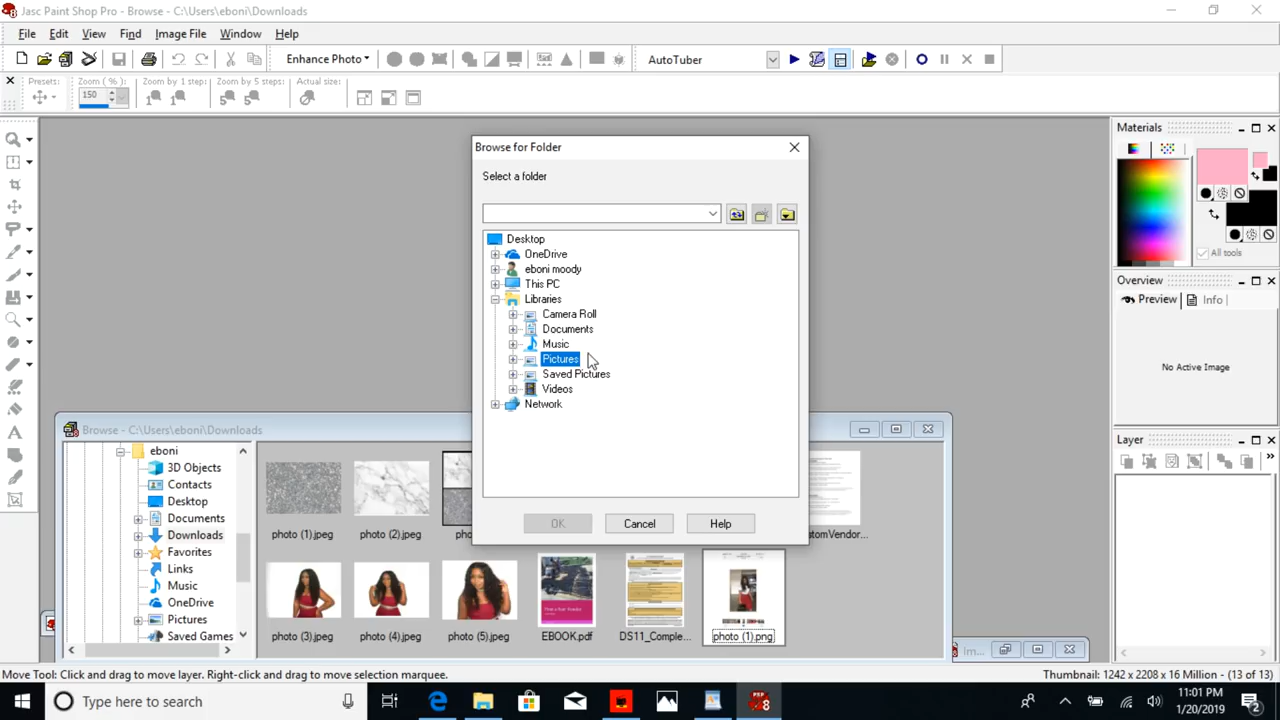 Jasc Paint Shop Pro - Browse - C:\Users\eboni\Downloads
File Edit View Find Image File Window Help
Enhance Photo AutoTuber
Presets: Zoom (%): Zoom by 1 step: Zoom by 5 steps: Actual size:
150
Materials
All tools
Overview
Preview Info
No Active Image
Layer
Browse for Folder
Select a folder
Desktop
OneDrive
eboni moody
This PC
Libraries
Camera Roll
Documents
Music
Pictures
Saved Pictures
Videos
Network
OK Cancel Help
Browse - C:\Users\eboni\Downloads
eboni
3D Objects
Contacts
Desktop
Documents
Downloads
Favorites
Links
Music
OneDrive
Pictures
Saved Games
photo (1).jpeg photo (2).jpeg
photo (3).jpeg photo (4).jpeg photo (5).jpeg EBOOK.pdf DS11_Comple... photo (1).png
Im...
Move Tool: Click and drag to move layer. Right-click and drag to move selection marquee.
Thumbnail: 1242 x 2208 x 16 Million - (13 of 13)
Type here to search
11:01 PM
1/20/2019
2